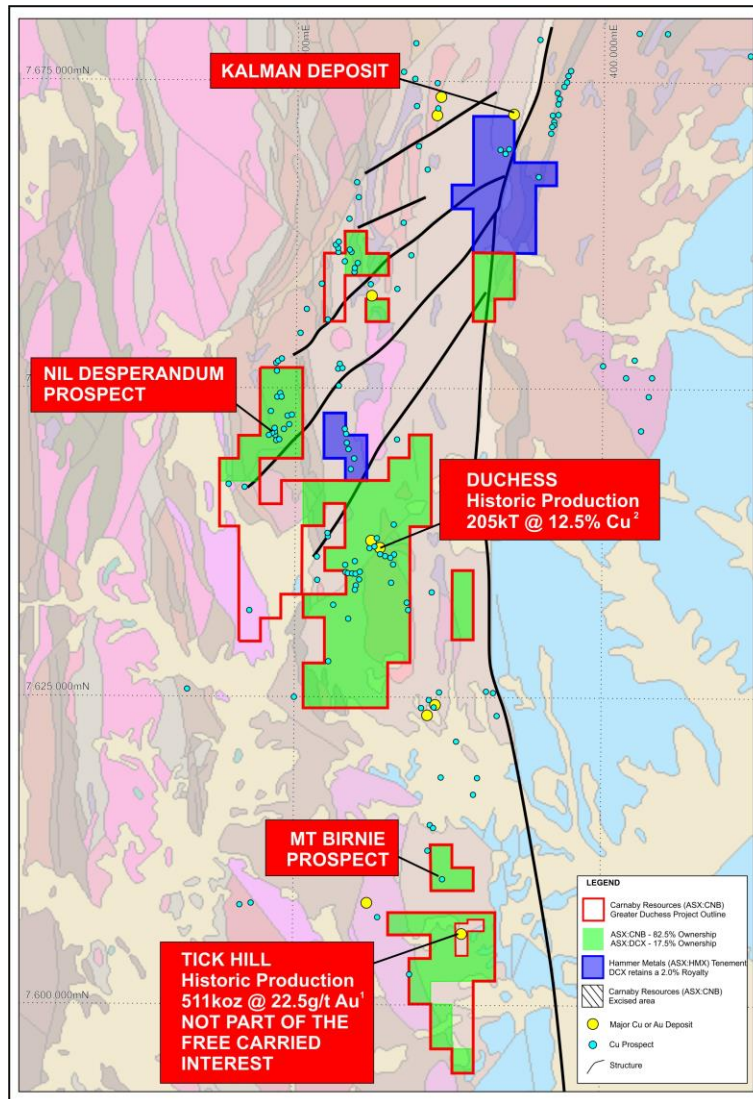 7 675 000mN
400 000mE
KALMAN DEPOSIT
NIL DESPERANDUM
PROSPECT
DUCHESS
Historic Production
205kT @ 12.5% Cu²
7 625 000mN
MT BIRNIE
PROSPECT
TICK HILL
Historic Production
511koz @ 22.5g/t Au¹
NOT PART OF THE
FREE CARRIED
INTEREST
7 600 000mN
LEGEND
Carnaby Resources (ASX:CNB)
Greater Duchess Project Outline
ASX:CNB - 82.5% Ownership
ASX:DCX - 17.5% Ownership
Hammer Metals (ASX:HMX) Tenement
DCX retains a 2.0% Royalty
Carnaby Resources (ASX:CNB)
Excised area
Major Cu or Au Deposit
Cu Prospect
Structure